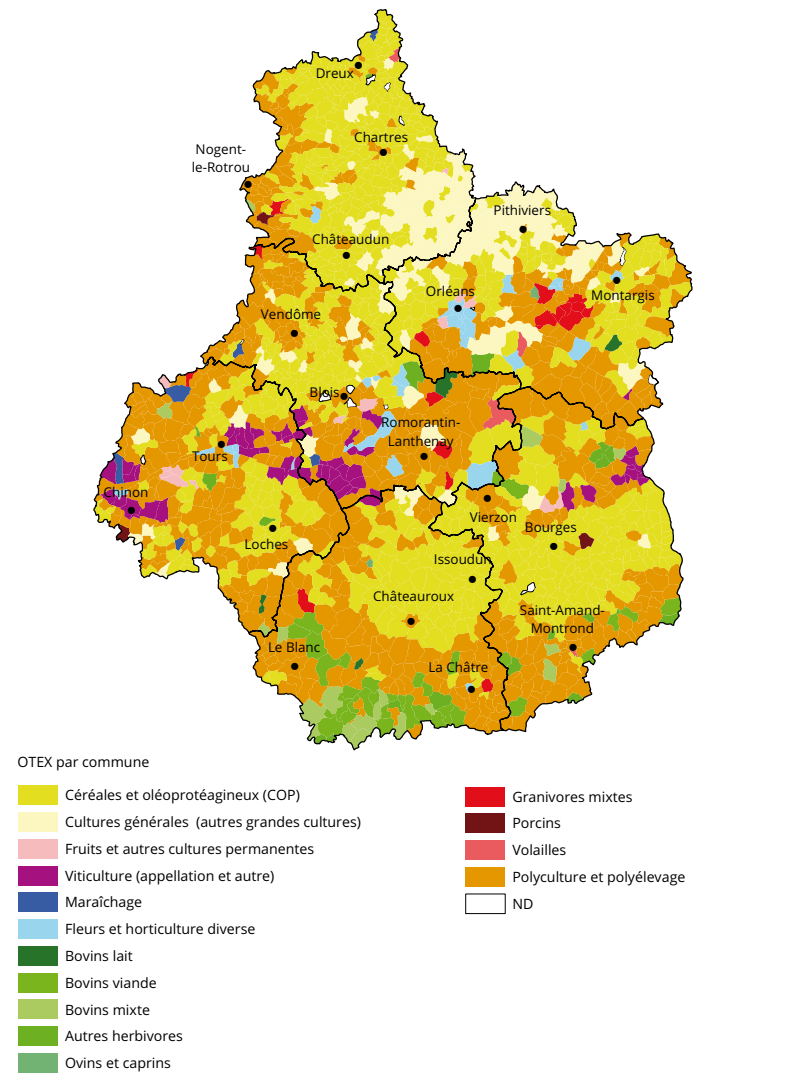 Dreux
Chartres
Nogent-
le-Rotrou
Pithiviers
Châteaudun
Orléans
Montargis
Vendôme
Blois
Romorantin-
Lanthenay
Tours
Chinon
Vierzon
Bourges
Loches
Issoudun
Châteauroux
Saint-Amand-
Montrond
Le Blanc
La Châtre
OTEX par commune
Céréales et oléoprotéagineux (COP)
Cultures générales (autres grandes cultures)
Fruits et autres cultures permanentes
Viticulture (appellation et autre)
Maraîchage
Fleurs et horticulture diverse
Bovins lait
Bovins viande
Bovins mixte
Autres herbivores
Ovins et caprins
Granivores mixtes
Porcins
Volailles
Polyculture et polyélevage
ND